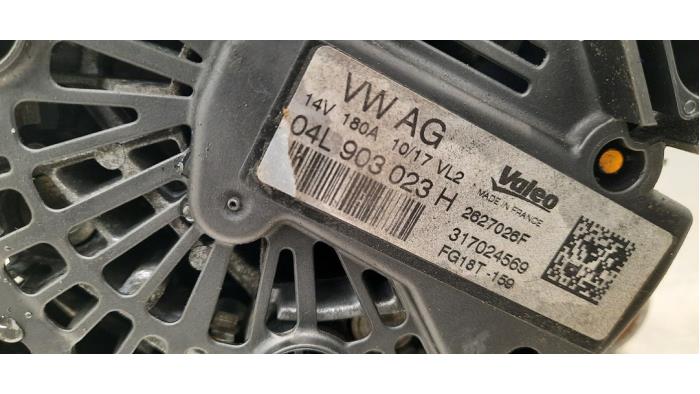 VW AG
14V 180A 10/17 VL2
04L 903 023 H
Valeo
MADE IN FRANCE
2627026F
317024569
FG18T -159